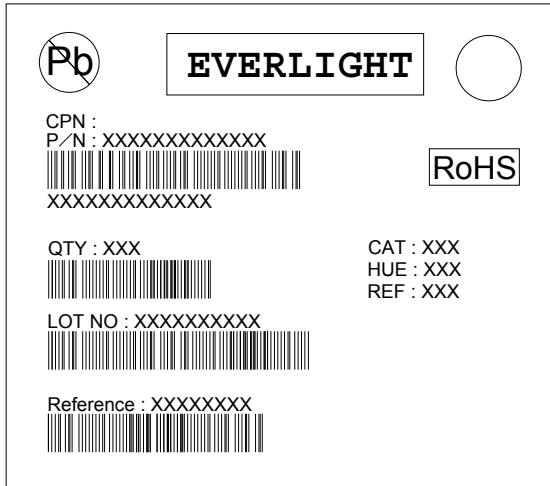 Pb
EVERLIGHT
CPN :
P/N : XXXXXXXXXXXXX
RoHS
XXXXXXXXXXXXX
QTY : XXX
CAT : XXX
HUE : XXX
REF : XXX
LOT NO : XXXXXXXXXX
Reference : XXXXXXXX